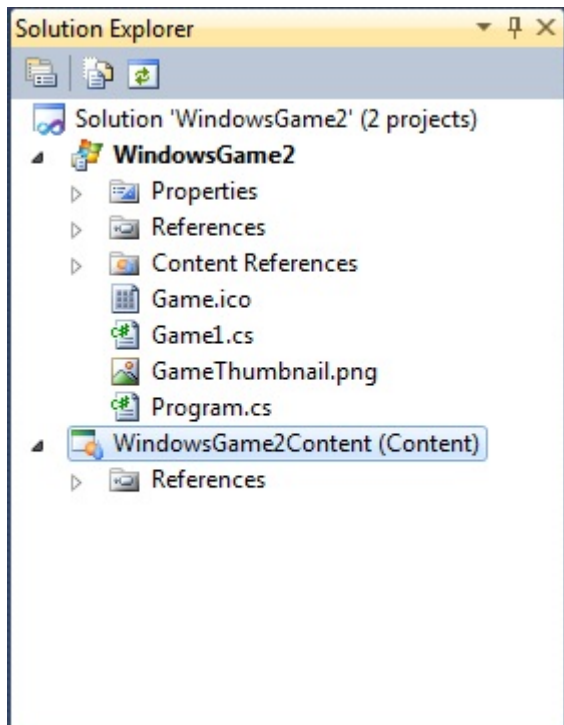 Solution Explorer
Solution 'WindowsGame2' (2 projects)
WindowsGame2
Properties
References
Content References
Game.ico
Game1.cs
GameThumbnail.png
Program.cs
WindowsGame2Content (Content)
References